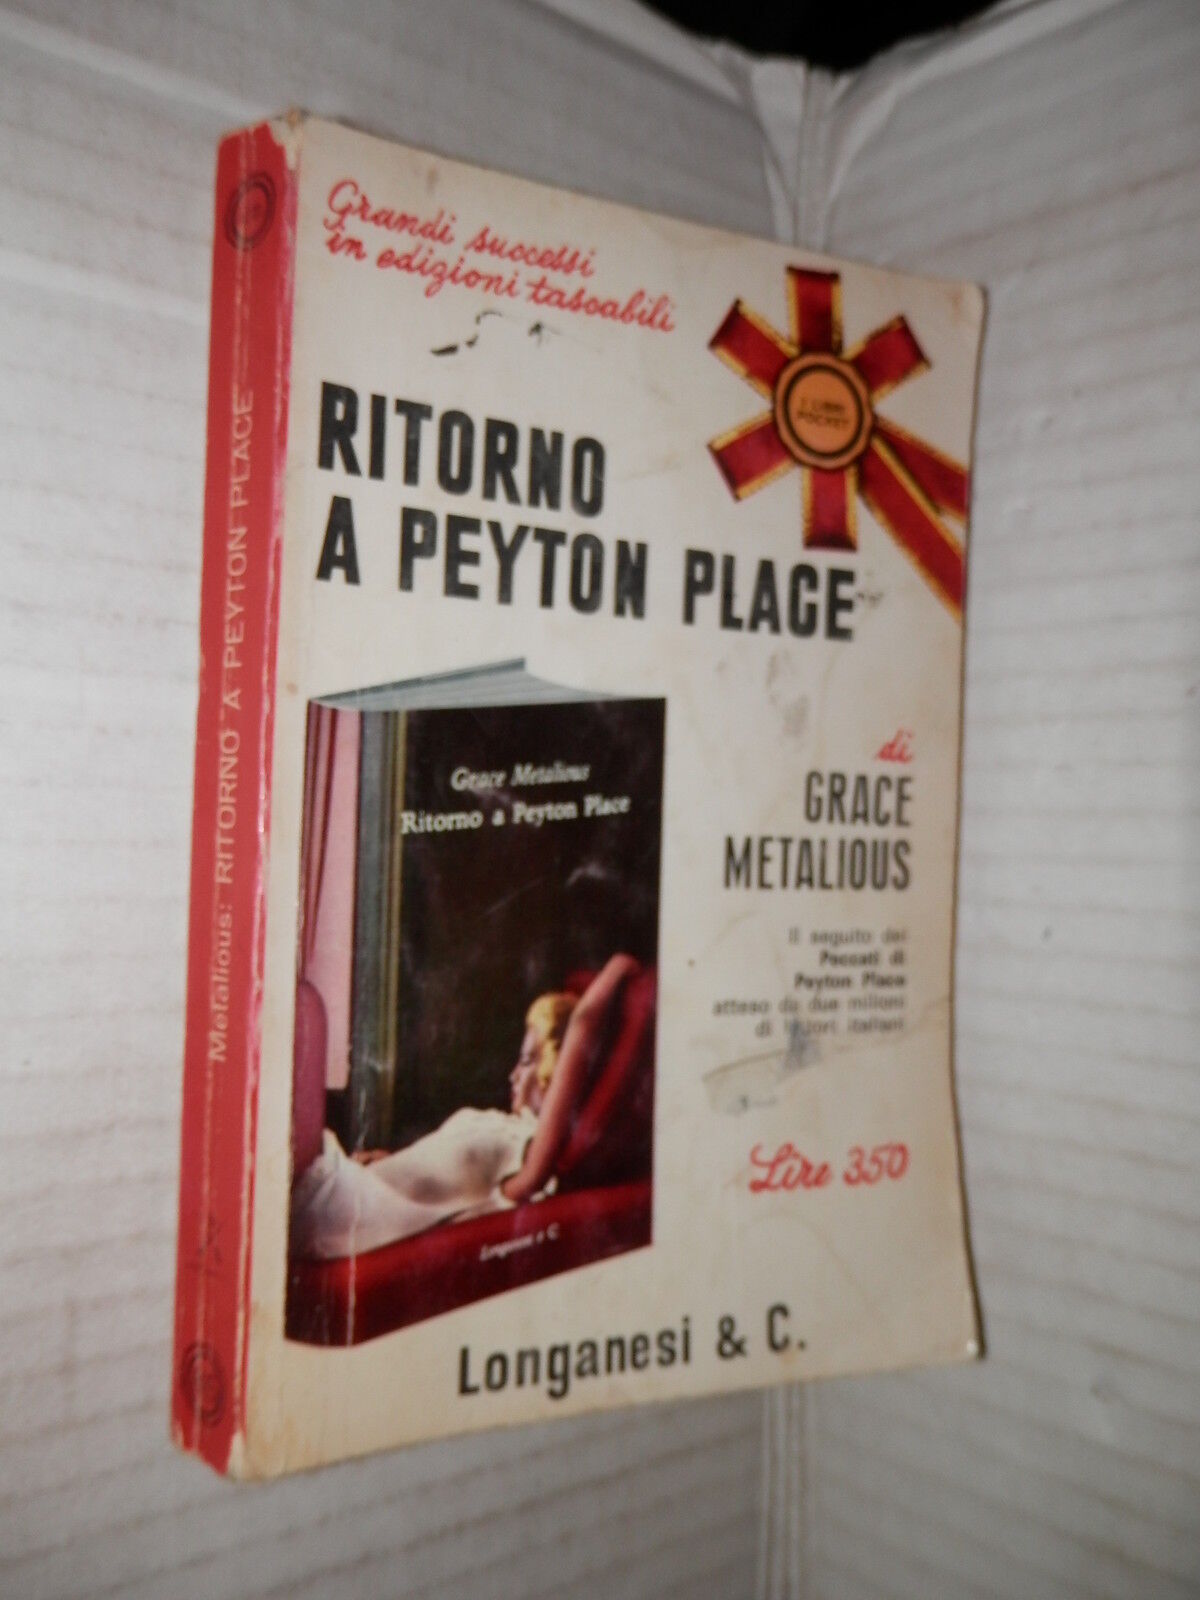 Grandi successi
in edizioni tascabili
I LIBRI
POCKET
RITORNO
A PEYTON PLACE
di
GRACE
METALIOUS
Il seguito dei
Peccati di
Peyton Place
atteso da due milioni
di lettori italiani
Lire 350
Grace Metalious
Ritorno a Peyton Place
Longanesi e C.
Longanesi & C.
Metalious: RITORNO A PEYTON PLACE